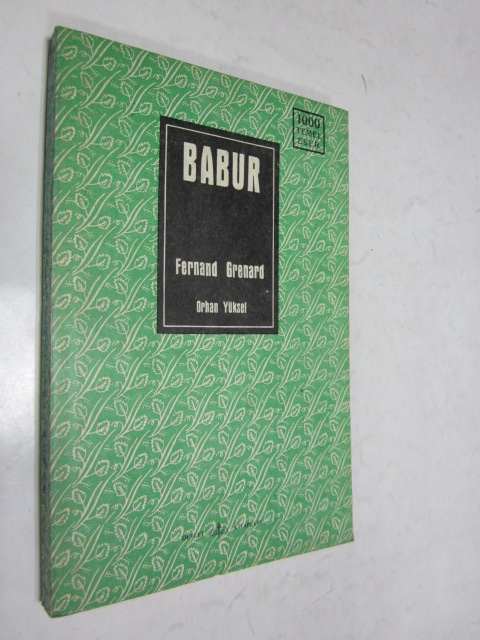 1000
TEMEL
ESER
BABUR
Fernand Grenard
Orhan Yüksel